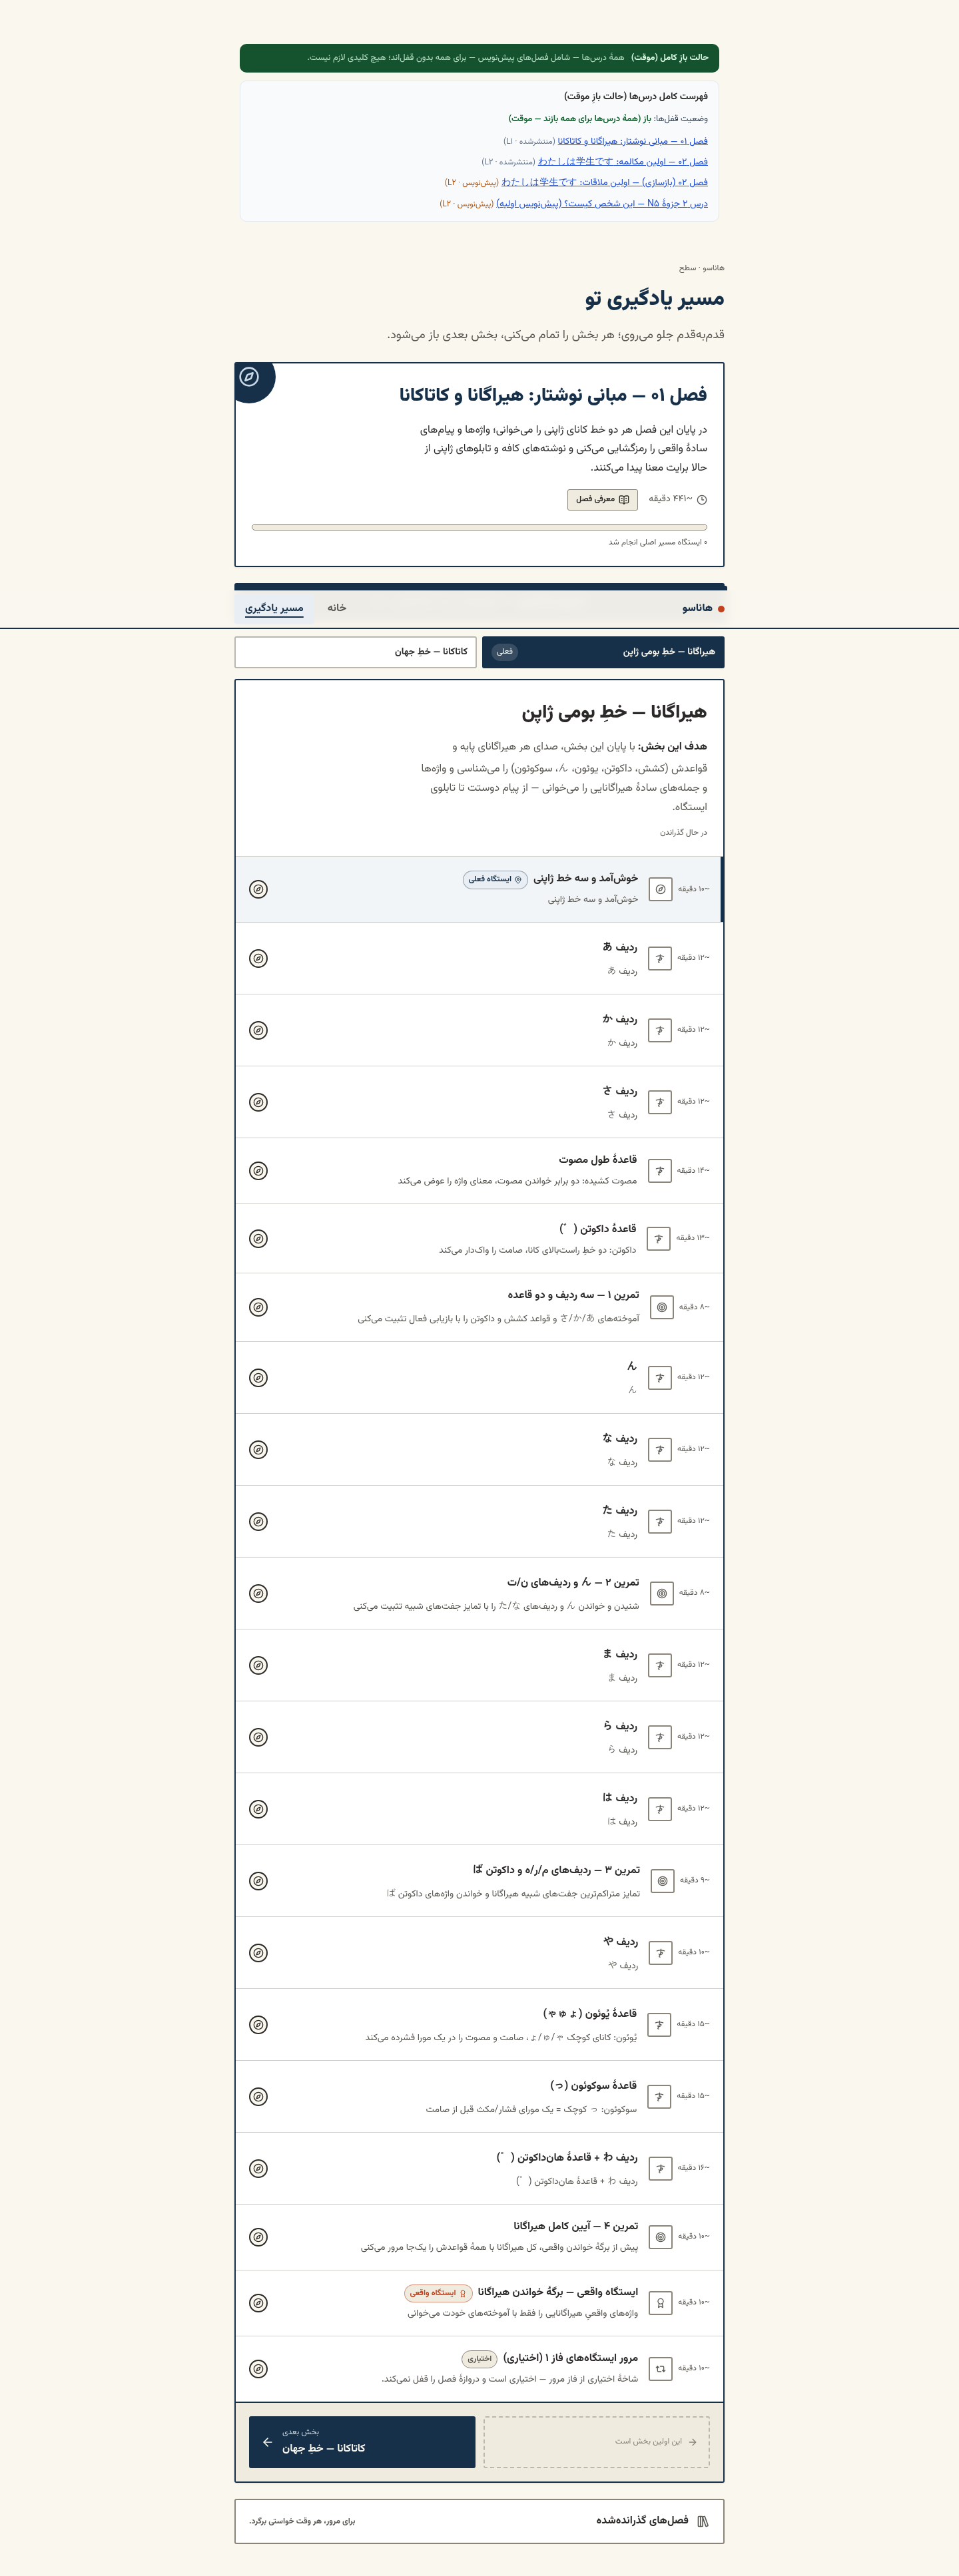 حالت بازِ کامل (موقت) همهٔ درس‌ها — شامل فصل‌های پیش‌نویس — برای همه بدون قفل‌اند؛ هیچ کلیدی لازم نیست.
فهرست کامل درس‌ها (حالت بازِ موقت)
وضعیت قفل‌ها: باز (همهٔ درس‌ها برای همه بازند — موقت)
فصل ۰۱ — مبانی نوشتار: هیراگانا و کاتاکانا (منتشرشده · L۱)
فصل ۰۲ — اولین مکالمه: わたしは学生です (منتشرشده · L۲)
فصل ۰۲ (بازسازی) — اولین ملاقات: わたしは学生です (پیش‌نویس · L۲)
درس ۲ جزوهٔ N۵ — این شخص کیست؟ (پیش‌نویس اولیه) (پیش‌نویس · L۲)
هاناسو · سطح
مسیر یادگیری تو
قدم‌به‌قدم جلو می‌روی؛ هر بخش را تمام می‌کنی، بخش بعدی باز می‌شود.
فصل ۰۱ — مبانی نوشتار: هیراگانا و کاتاکانا
در پایان این فصل هر دو خط کانای ژاپنی را می‌خوانی؛ واژه‌ها و پیام‌های
سادهٔ واقعی را رمزگشایی می‌کنی و نوشته‌های کافه و تابلوهای ژاپنی از
حالا برایت معنا پیدا می‌کنند.
~۴۴۱ دقیقه معرفی فصل
۰ ایستگاه مسیر اصلی انجام شد
هاناسو خانه مسیر یادگیری
هیراگانا — خطِ بومی ژاپن فعلی کاتاکانا — خطِ جهان
هیراگانا — خطِ بومی ژاپن
هدف این بخش: با پایان این بخش، صدای هر هیراگانای پایه و
قواعدش (کشش، داکوتن، یوئون، ん، سوکوئون) را می‌شناسی و واژه‌ها
و جمله‌های سادهٔ هیراگانایی را می‌خوانی — از پیام دوستت تا تابلوی
ایستگاه.
در حال گذراندن
~۱۰ دقیقه خوش‌آمد و سه خط ژاپنی ایستگاه فعلی
خوش‌آمد و سه خط ژاپنی
~۱۲ دقیقه す ردیف あ
ردیف あ
~۱۲ دقیقه す ردیف か
ردیف か
~۱۲ دقیقه す ردیف さ
ردیف さ
~۱۴ دقیقه す قاعدهٔ طول مصوت
مصوت کشیده: دو برابر خواندن مصوت، معنای واژه را عوض می‌کند
~۱۳ دقیقه す قاعدهٔ داکوتن (゛)
داکوتن: دو خطِ راست‌بالای کانا، صامت را واک‌دار می‌کند
~۸ دقیقه تمرین ۱ — سه ردیف و دو قاعده
آموخته‌های あ/か/さ و قواعد کشش و داکوتن را با بازیابی فعال تثبیت می‌کنی
~۱۲ دقیقه す ん
ん
~۱۲ دقیقه す ردیف な
ردیف な
~۱۲ دقیقه す ردیف た
ردیف た
~۸ دقیقه تمرین ۲ — ん و ردیف‌های ن/ت
شنیدن و خواندن ん و ردیف‌های な/た را با تمایز جفت‌های شبیه تثبیت می‌کنی
~۱۲ دقیقه す ردیف ま
ردیف ま
~۱۲ دقیقه す ردیف ら
ردیف ら
~۱۲ دقیقه す ردیف は
ردیف は
~۹ دقیقه تمرین ۳ — ردیف‌های م/ر/ه و داکوتن ば
تمایز متراکم‌ترین جفت‌های شبیه هیراگانا و خواندن واژه‌های داکوتن ば
~۱۰ دقیقه す ردیف や
ردیف や
~۱۵ دقیقه す قاعدهٔ یُوئون (ゃゅょ)
یُوئون: کانای کوچک ゃ/ゅ/ょ، صامت و مصوت را در یک مورا فشرده می‌کند
~۱۵ دقیقه す قاعدهٔ سوکوئون (っ)
سوکوئون: っ کوچک = یک مورای فشار/مکث قبل از صامت
~۱۶ دقیقه す ردیف わ + قاعدهٔ هان‌داکوتن (゜)
ردیف わ + قاعدهٔ هان‌داکوتن (゜)
~۱۰ دقیقه تمرین ۴ — آیین کامل هیراگانا
پیش از برگهٔ خواندن واقعی، کل هیراگانا با همهٔ قواعدش را یک‌جا مرور می‌کنی
~۱۰ دقیقه ایستگاه واقعی — برگهٔ خواندن هیراگانا ایستگاه واقعی
واژه‌های واقعیِ هیراگانایی را فقط با آموخته‌های خودت می‌خوانی
~۱۰ دقیقه مرور ایستگاه‌های فاز ۱ (اختیاری) اختیاری
شاخهٔ اختیاری از فاز مرور — اختیاری است و دروازهٔ فصل را قفل نمی‌کند.
این اولین بخش است
بخش بعدی
کاتاکانا — خطِ جهان
فصل‌های گذرانده‌شده برای مرور، هر وقت خواستی برگرد.